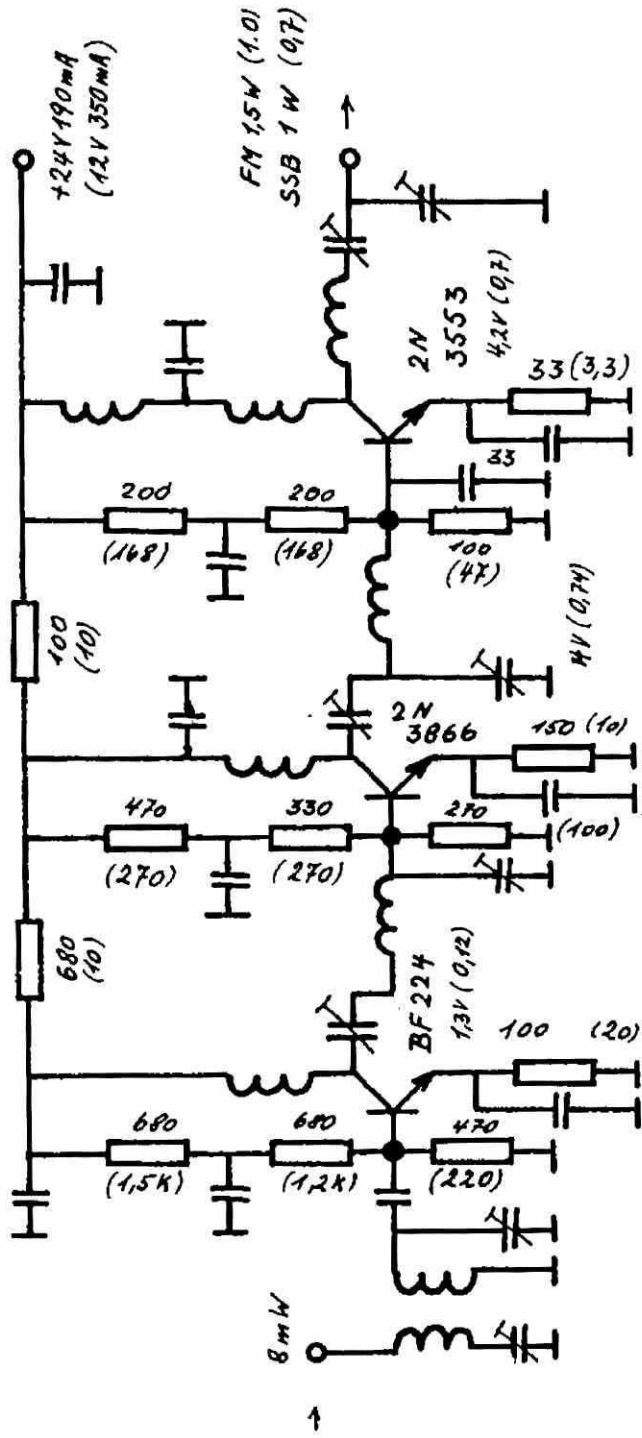 8 mW
680
(1,5K)
680
(1,2K)
470
(220)
BF 224
1,3V (0,12)
100 (20)
680
(10)
470
(270)
330
(270)
270
(100)
2N
3866
150 (10)
4V (0,74)
100
(10)
200
(168)
200
(168)
100
(47)
33
2N
3553
4,2V (0,7)
33 (3,3)
+24V 190mA
(12V 350mA)
FM 1,5W (1.0)
SSB 1 W (0,7)